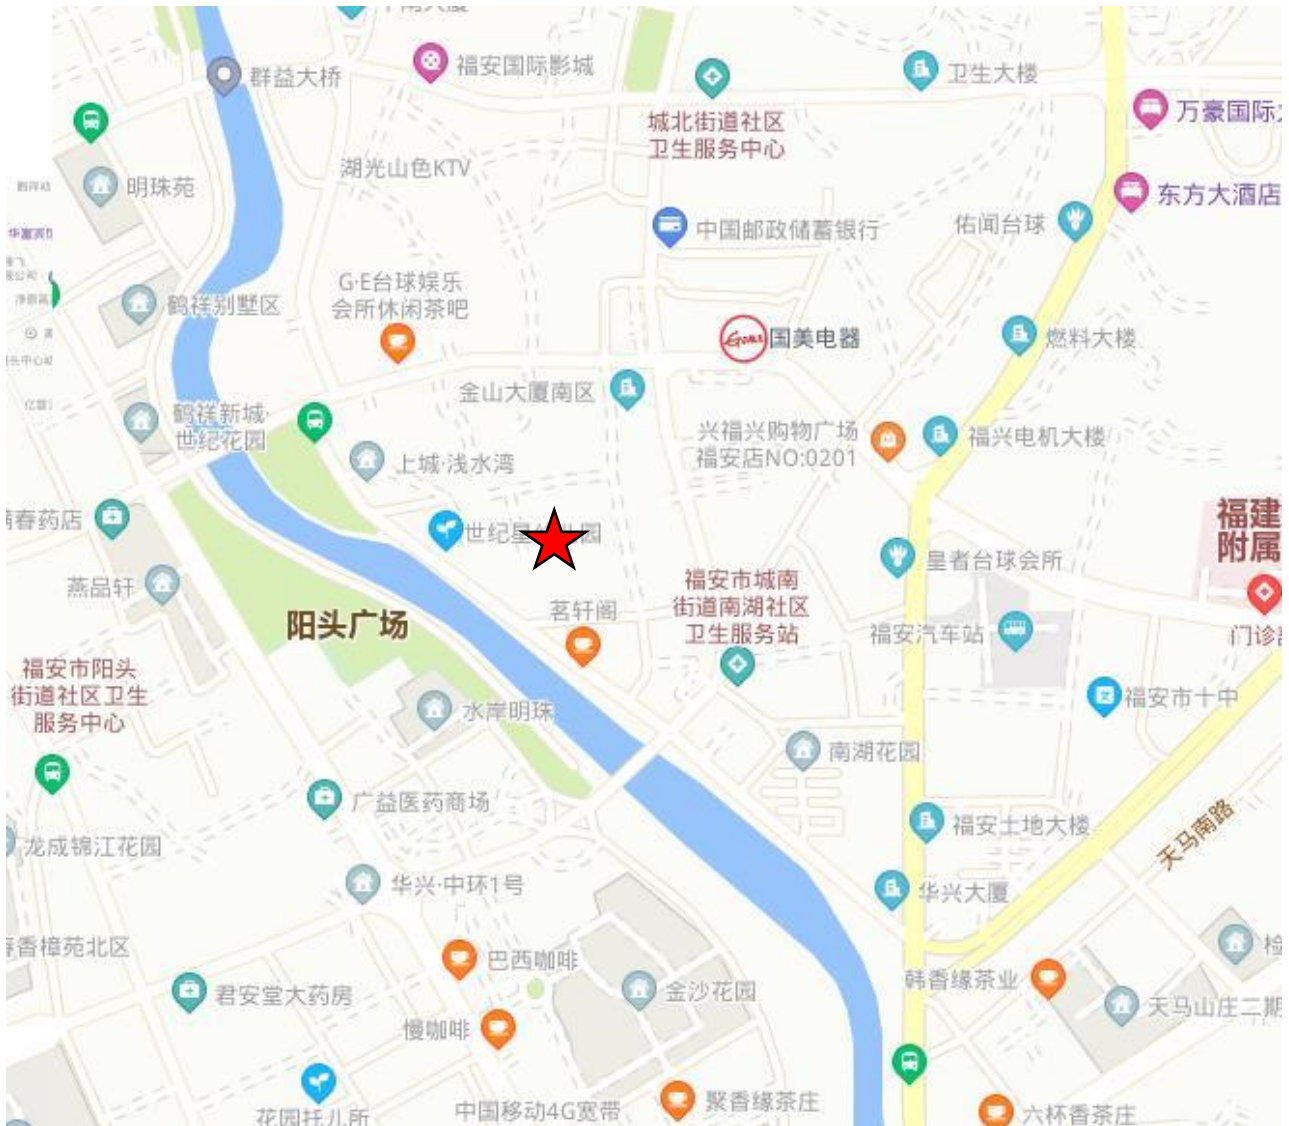 群益大桥
福安国际影城
卫生大楼
万豪国际
城北街道社区
卫生服务中心
湖光山色KTV
明珠苑
东方大酒店
中国邮政储蓄银行
佑闻台球
G·E台球娱乐
会所休闲茶吧
鹤祥别墅区
GOME
国美电器
燃料大楼
金山大厦南区
鹤祥新城·
世纪花园
兴福兴购物广场
福安店NO:0201
福兴电机大楼
上城·浅水湾
春药店
世纪星
园
福建
附属
皇者台球会所
燕品轩
福安市城南
街道南湖社区
卫生服务站
茗轩阁
阳头广场
福安汽车站
门诊
福安市阳头
街道社区卫生
服务中心
福安市十中
水岸明珠
南湖花园
广益医药商场
福安土地大楼
天马南路
龙成锦江花园
华兴·中环1号
华兴大厦
香樟苑北区
巴西咖啡
韩香缘茶业
君安堂大药房
金沙花园
天马山庄二期
慢咖啡
聚香缘茶庄
花园托儿所
中国移动4G宽带
六杯香茶庄